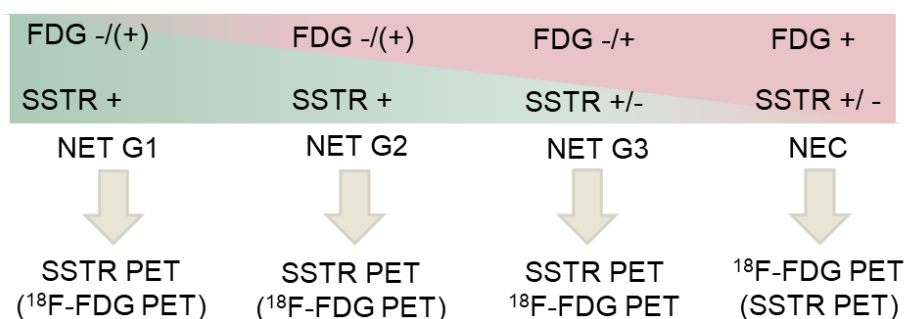 FDG -/(+) FDG -/(+) FDG -/+ FDG +
SSTR + SSTR + SSTR +/- SSTR +/ -
NET G1 NET G2 NET G3 NEC
SSTR PET SSTR PET SSTR PET ¹⁸F-FDG PET
(¹⁸F-FDG PET) (¹⁸F-FDG PET) ¹⁸F-FDG PET (SSTR PET)